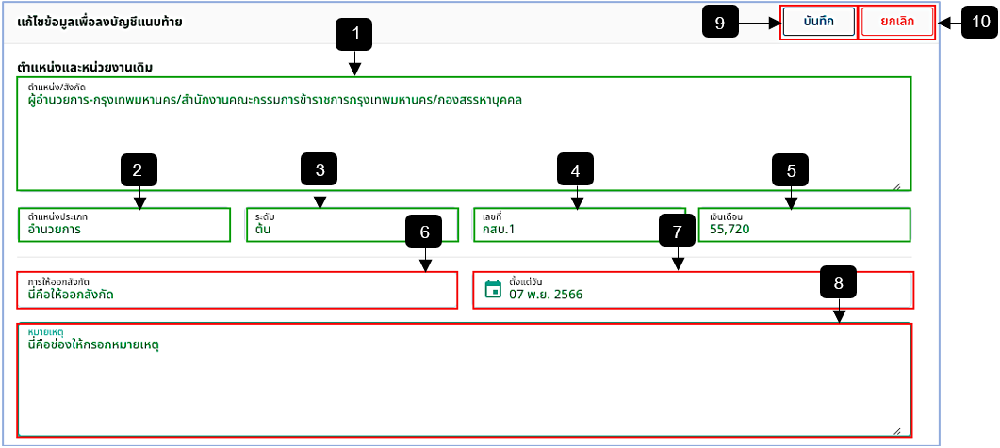 แก้ไขข้อมูลเพื่อลงบัญชีแนบท้าย
9
บันทึก
ยกเลิก
10
1
ตำแหน่งและหน่วยงานเดิม
ตำแหน่ง/สังกัด
ผู้อำนวยการ-กรุงเทพมหานคร/สำนักงานคณะกรรมการข้าราชการกรุงเทพมหานคร/กองสรรหาบุคคล
2
3
4
5
ตำแหน่งประเภท
อำนวยการ
ระดับ
ต้น
เลขที่
กสบ.1
เงินเดือน
55,720
6
7
การให้ออกสังกัด
นี่คือให้ออกสังกัด
ตั้งแต่วัน
07 พ.ย. 2566
8
หมายเหตุ
นี่คือช่องให้กรอกหมายเหตุ